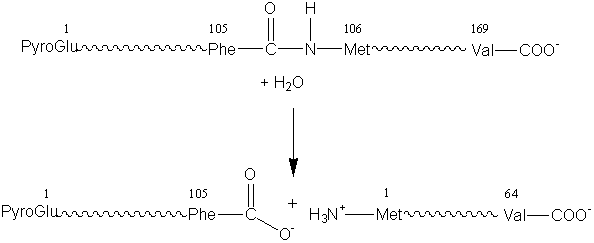 O H
1 105 106 169
PyroGlu Phe C N Met Val COO⁻
+ H₂O
O
1 105 1 64
PyroGlu Phe C + H₃N⁺ Met Val COO⁻
O⁻